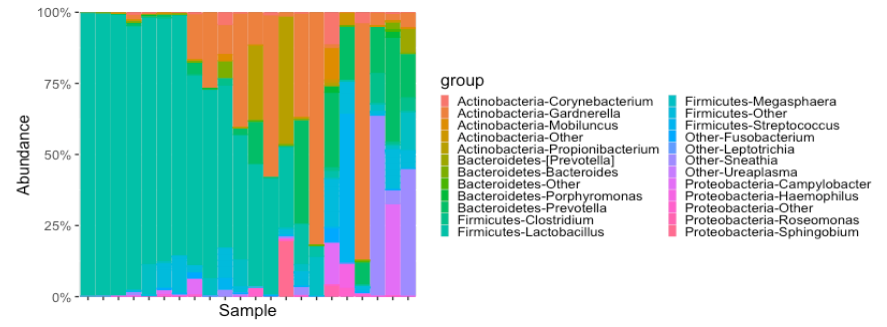 100%
75%
50%
25%
0%
Abundance
Sample
group
Actinobacteria-Corynebacterium
Actinobacteria-Gardnerella
Actinobacteria-Mobiluncus
Actinobacteria-Other
Actinobacteria-Propionibacterium
Bacteroidetes-[Prevotella]
Bacteroidetes-Bacteroides
Bacteroidetes-Other
Bacteroidetes-Porphyromonas
Bacteroidetes-Prevotella
Firmicutes-Clostridium
Firmicutes-Lactobacillus
Firmicutes-Megasphaera
Firmicutes-Other
Firmicutes-Streptococcus
Other-Fusobacterium
Other-Leptotrichia
Other-Sneathia
Other-Ureaplasma
Proteobacteria-Campylobacter
Proteobacteria-Haemophilus
Proteobacteria-Other
Proteobacteria-Roseomonas
Proteobacteria-Sphingobium